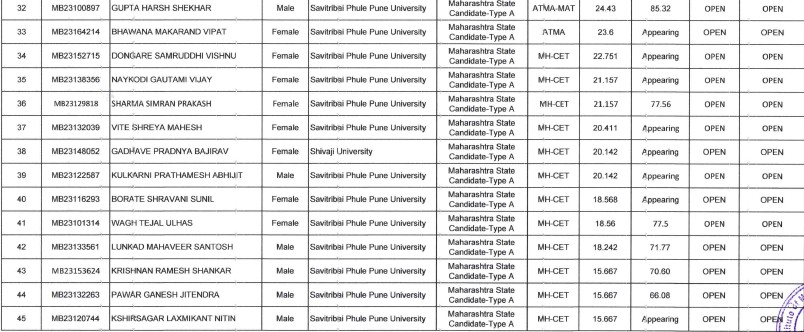 32 MB23100897 GUPTA HARSH SHEKHAR Male Savitribai Phule Pune University Maharashtra State Candidate-Type A ATMA-MAT 24.43 85.32 OPEN OPEN
33 MB23164214 BHAWANA MAKARAND VIPAT Female Savitribai Phule Pune University Maharashtra State Candidate-Type A ATMA 23.6 Appearing OPEN OPEN
34 MB23152715 DONGARE SAMRUDDHI VISHNU Female Savitribai Phule Pune University Maharashtra State Candidate-Type A MH-CET 22.751 Appearing OPEN OPEN
35 MB23138356 NAYKODI GAUTAMI VIJAY Female Savitribai Phule Pune University Maharashtra State Candidate-Type A MH-CET 21.157 Appearing OPEN OPEN
36 MB23129818 SHARMA SIMRAN PRAKASH Female Savitribai Phule Pune University Maharashtra State Candidate-Type A MH-CET 21.157 77.56 OPEN OPEN
37 MB23132039 VITE SHREYA MAHESH Female Savitribai Phule Pune University Maharashtra State Candidate-Type A MH-CET 20.411 Appearing OPEN OPEN
38 MB23148052 GADHAVE PRADNYA BAJIRAV Female Shivaji University Maharashtra State Candidate-Type A MH-CET 20.142 Appearing OPEN OPEN
39 MB23122587 KULKARNI PRATHAMESH ABHIJIT Male Savitribai Phule Pune University Maharashtra State Candidate-Type A MH-CET 20.142 Appearing OPEN OPEN
40 MB23116293 BORATE SHRAVANI SUNIL Female Savitribai Phule Pune University Maharashtra State Candidate-Type A MH-CET 18.568 Appearing OPEN OPEN
41 MB23101314 WAGH TEJAL ULHAS Female Savitribai Phule Pune University Maharashtra State Candidate-Type A MH-CET 18.56 77.5 OPEN OPEN
42 MB23133561 LUNKAD MAHAVEER SANTOSH Male Savitribai Phule Pune University Maharashtra State Candidate-Type A MH-CET 18.242 71.77 OPEN OPEN
43 MB23153624 KRISHNAN RAMESH SHANKAR Male Savitribai Phule Pune University Maharashtra State Candidate-Type A MH-CET 15.667 70.60 OPEN OPEN
44 MB23132263 PAWAR GANESH JITENDRA Male Savitribai Phule Pune University Maharashtra State Candidate-Type A MH-CET 15.667 66.08 OPEN OPEN
45 MB23120744 KSHIRSAGAR LAXMIKANT NITIN Male Savitribai Phule Pune University Maharashtra State Candidate-Type A MH-CET 15.667 Appearing OPEN OPEN